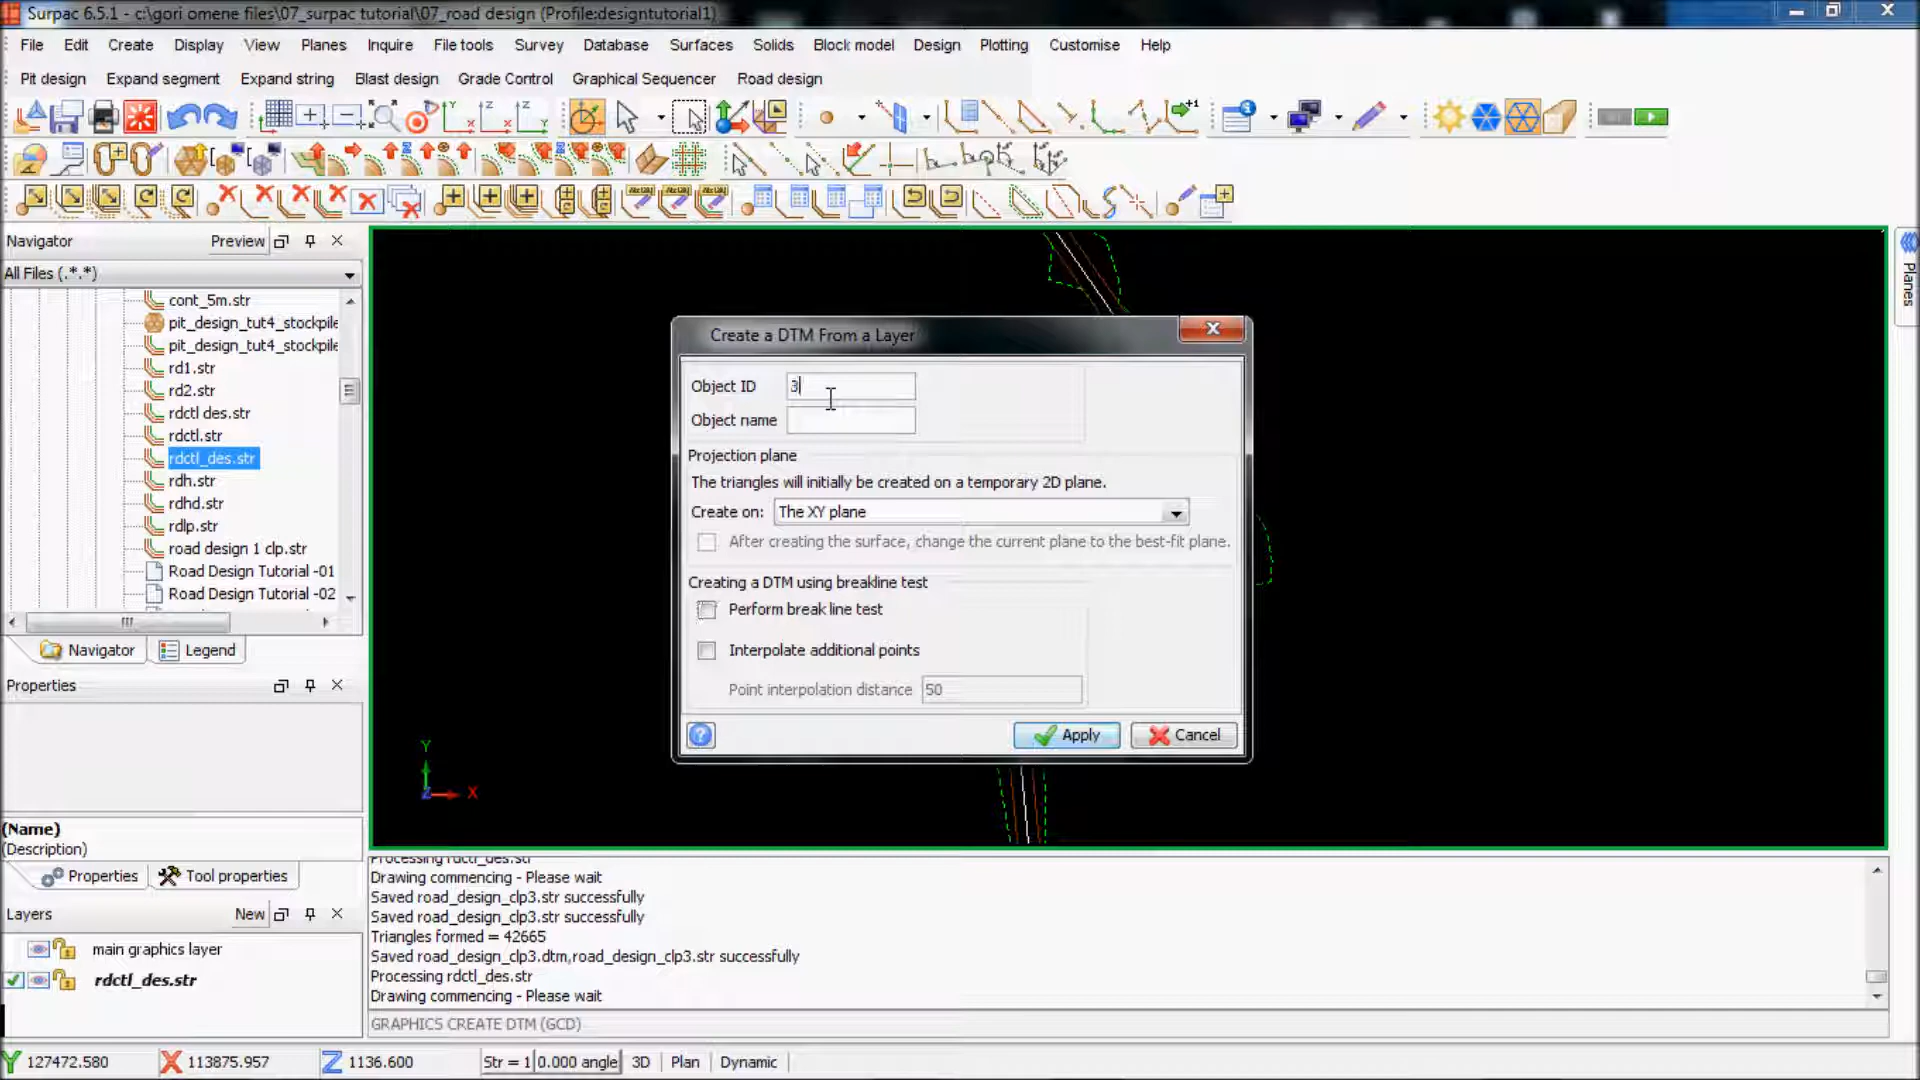 Surpac 6.5.1 - c:\gori omene files\07_surpac tutorial\07_road design (Profile:designtutorial1)
File Edit Create Display View Planes Inquire File tools Survey Database Surfaces Solids Block model Design Plotting Customise Help
Pit design Expand segment Expand string Blast design Grade Control Graphical Sequencer Road design
Navigator Preview
All Files (.*.*)
cont_5m.str
pit_design_tut4_stockpile
pit_design_tut4_stockpile
rd1.str
rd2.str
rdctl des.str
rdctl.str
rdctl_des.str
rdh.str
rdhd.str
rdlp.str
road design 1 clp.str
Road Design Tutorial -01
Road Design Tutorial -02
Navigator Legend
Properties
(Name)
(Description)
Properties Tool properties
Layers New
main graphics layer
rdctl_des.str
Planes
Create a DTM From a Layer
Object ID 3
Object name
Projection plane
The triangles will initially be created on a temporary 2D plane.
Create on: The XY plane
After creating the surface, change the current plane to the best-fit plane.
Creating a DTM using breakline test
Perform break line test
Interpolate additional points
Point interpolation distance 50
Apply Cancel
Y
Z X
Processing rdctl_des.str
Drawing commencing - Please wait
Saved road_design_clp3.str successfully
Saved road_design_clp3.str successfully
Triangles formed = 42665
Saved road_design_clp3.dtm,road_design_clp3.str successfully
Processing rdctl_des.str
Drawing commencing - Please wait
GRAPHICS CREATE DTM (GCD)
Y 127472.580 X 113875.957 Z 1136.600 Str = 1 0.000 angle 3D Plan Dynamic